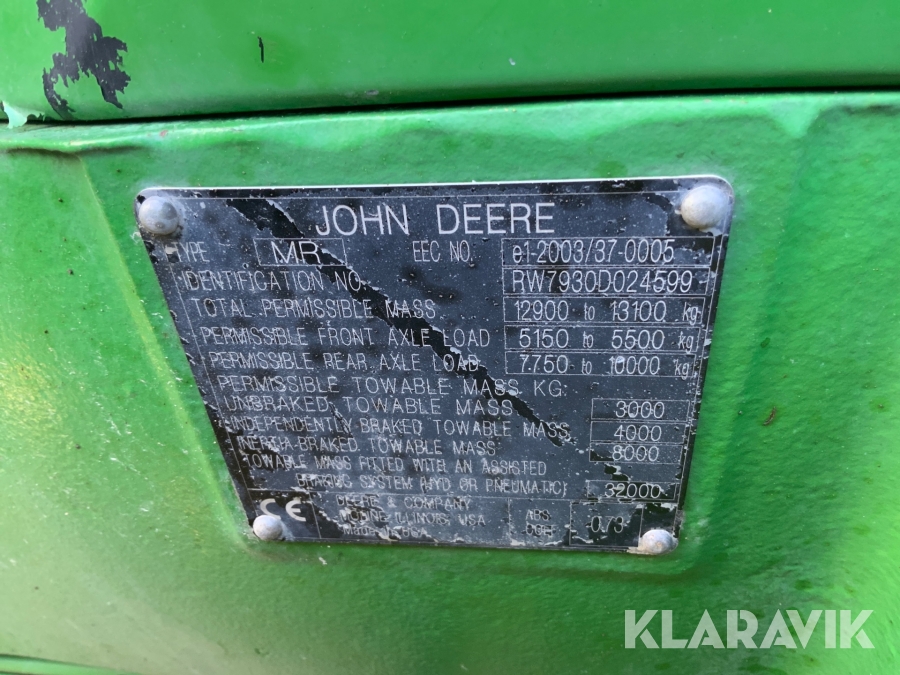 JOHN DEERE
TYPE MR EEC NO. e1-2003/37-0005
IDENTIFICATION NO. RW7930D024599
TOTAL PERMISSIBLE MASS 12900 to 13100 kg
PERMISSIBLE FRONT AXLE LOAD 5150 to 5500 kg
PERMISSIBLE REAR AXLE LOAD 7750 to 10000 kg
PERMISSIBLE TOWABLE MASS KG:
UNBRAKED TOWABLE MASS 3000
INDEPENDENTLY BRAKED TOWABLE MASS 4000
INERTIA-BRAKED TOWABLE MASS 8000
TOWABLE MASS FITTED WITH AN ASSISTED
BRAKING SYSTEM (HYD. OR PNEUMATIC) 32000
CE DEERE & COMPANY
MOLINE, ILLINOIS, USA ABS. 0,73
KLARAVIK